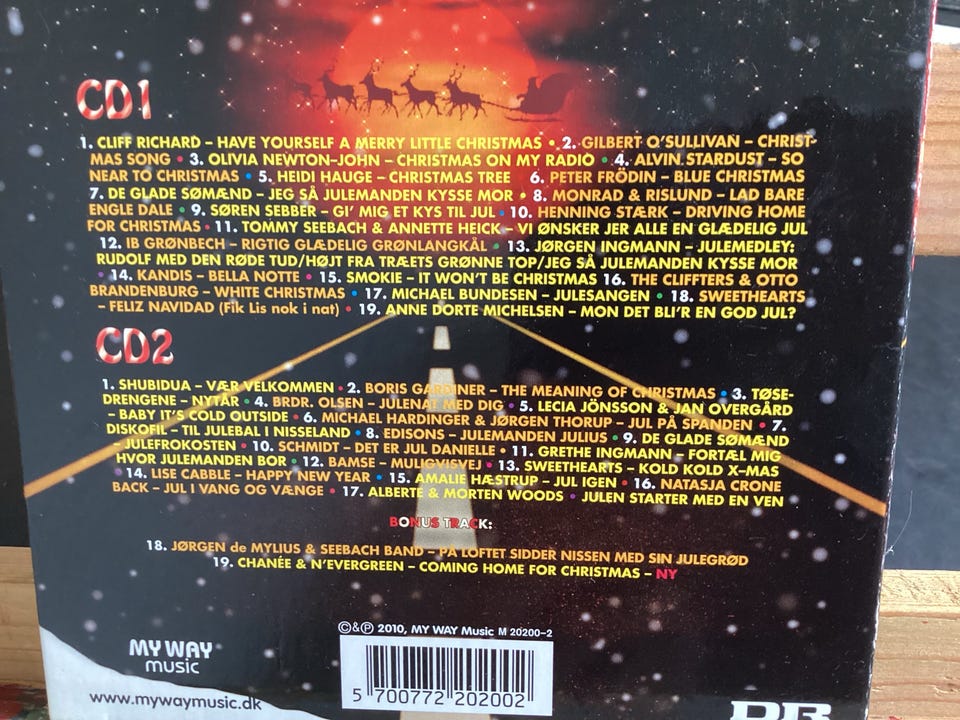 CD1
1. CLIFF RICHARD – HAVE YOURSELF A MERRY LITTLE CHRISTMAS • 2. GILBERT O'SULLIVAN – CHRIST-
MAS SONG • 3. OLIVIA NEWTON-JOHN – CHRISTMAS ON MY RADIO • 4. ALVIN STARDUST – SO
NEAR TO CHRISTMAS • 5. HEIDI HAUGE – CHRISTMAS TREE 6. PETER FRÖDIN – BLUE CHRISTMAS
7. DE GLADE SØMÆND – JEG SÅ JULEMANDEN KYSSE MOR • 8. MONRAD & RISLUND – LAD BARE
ENGLE DALE • 9. SØREN SEBBER – GI' MIG ET KYS TIL JUL • 10. HENNING STÆRK – DRIVING HOME
FOR CHRISTMAS • 11. TOMMY SEEBACH & ANNETTE HEICK – VI ØNSKER JER ALLE EN GLÆDELIG JUL
12. IB GRØNBECH – RIGTIG GLÆDELIG GRØNLANGKÅL • 13. JØRGEN INGMANN – JULEMEDLEY:
RUDOLF MED DEN RØDE TUD/HØJT FRA TRÆETS GRØNNE TOP/JEG SÅ JULEMANDEN KYSSE MOR
• 14. KANDIS – BELLA NOTTE • 15. SMOKIE – IT WON'T BE CHRISTMAS 16. THE CLIFFTERS & OTTO
BRANDENBURG – WHITE CHRISTMAS • 17. MICHAEL BUNDESEN – JULESANGEN • 18. SWEETHEARTS
– FELIZ NAVIDAD (Fik Lis nok i nat) • 19. ANNE DORTE MICHELSEN – MON DET BLI'R EN GOD JUL?
CD2
1. SHUBIDUA – VÆR VELKOMMEN • 2. BORIS GARDINER – THE MEANING OF CHRISTMAS • 3. TØSE-
DRENGENE – NYTÅR • 4. BRDR. OLSEN – JULENAT MED DIG • 5. LECIA JÖNSSON & JAN OVERGÅRD
– BABY IT'S COLD OUTSIDE • 6. MICHAEL HARDINGER & JØRGEN THORUP – JUL PÅ SPANDEN • 7.
DISKOFIL – TIL JULEBAL I NISSELAND • 8. EDISONS – JULEMANDEN JULIUS • 9. DE GLADE SØMÆND
– JULEFROKOSTEN • 10. SCHMIDT – DET ER JUL DANIELLE • 11. GRETHE INGMANN – FORTÆL MIG
HVOR JULEMANDEN BOR • 12. BAMSE – MULIGVISVEJ • 13. SWEETHEARTS – KOLD KOLD X–MAS
• 14. LISE CABBLE – HAPPY NEW YEAR • 15. AMALIE HÆSTRUP – JUL IGEN • 16. NATASJA CRONE
BACK – JUL I VANG OG VÆNGE • 17. ALBERTE & MORTEN WOODS • JULEN STARTER MED EN VEN
BONUS TRACK:
18. JØRGEN de MYLIUS & SEEBACH BAND – PÅ LOFTET SIDDER NISSEN MED SIN JULEGRØD
19. CHANÉE & N'EVERGREEN – COMING HOME FOR CHRISTMAS – NY
©&℗ 2010, MY WAY Music M 20200–2
MY WAY
music
www.mywaymusic.dk
5 700772 202002
DR